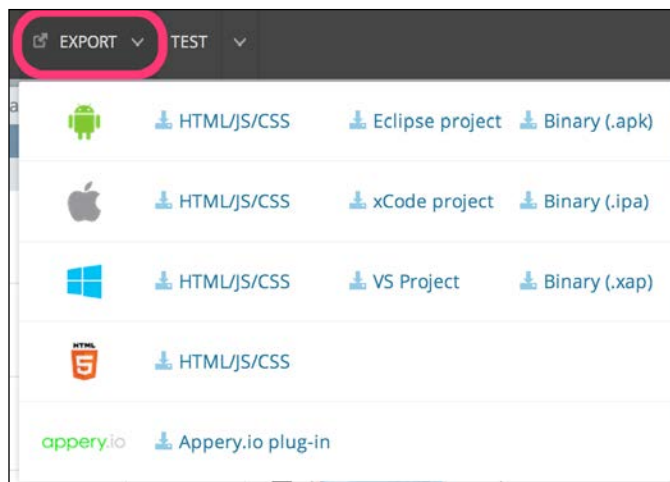 EXPORT TEST
a
HTML/JS/CSS Eclipse project Binary (.apk)
HTML/JS/CSS xCode project Binary (.ipa)
HTML/JS/CSS VS Project Binary (.xap)
HTML
5 HTML/JS/CSS
appery.io Appery.io plug-in